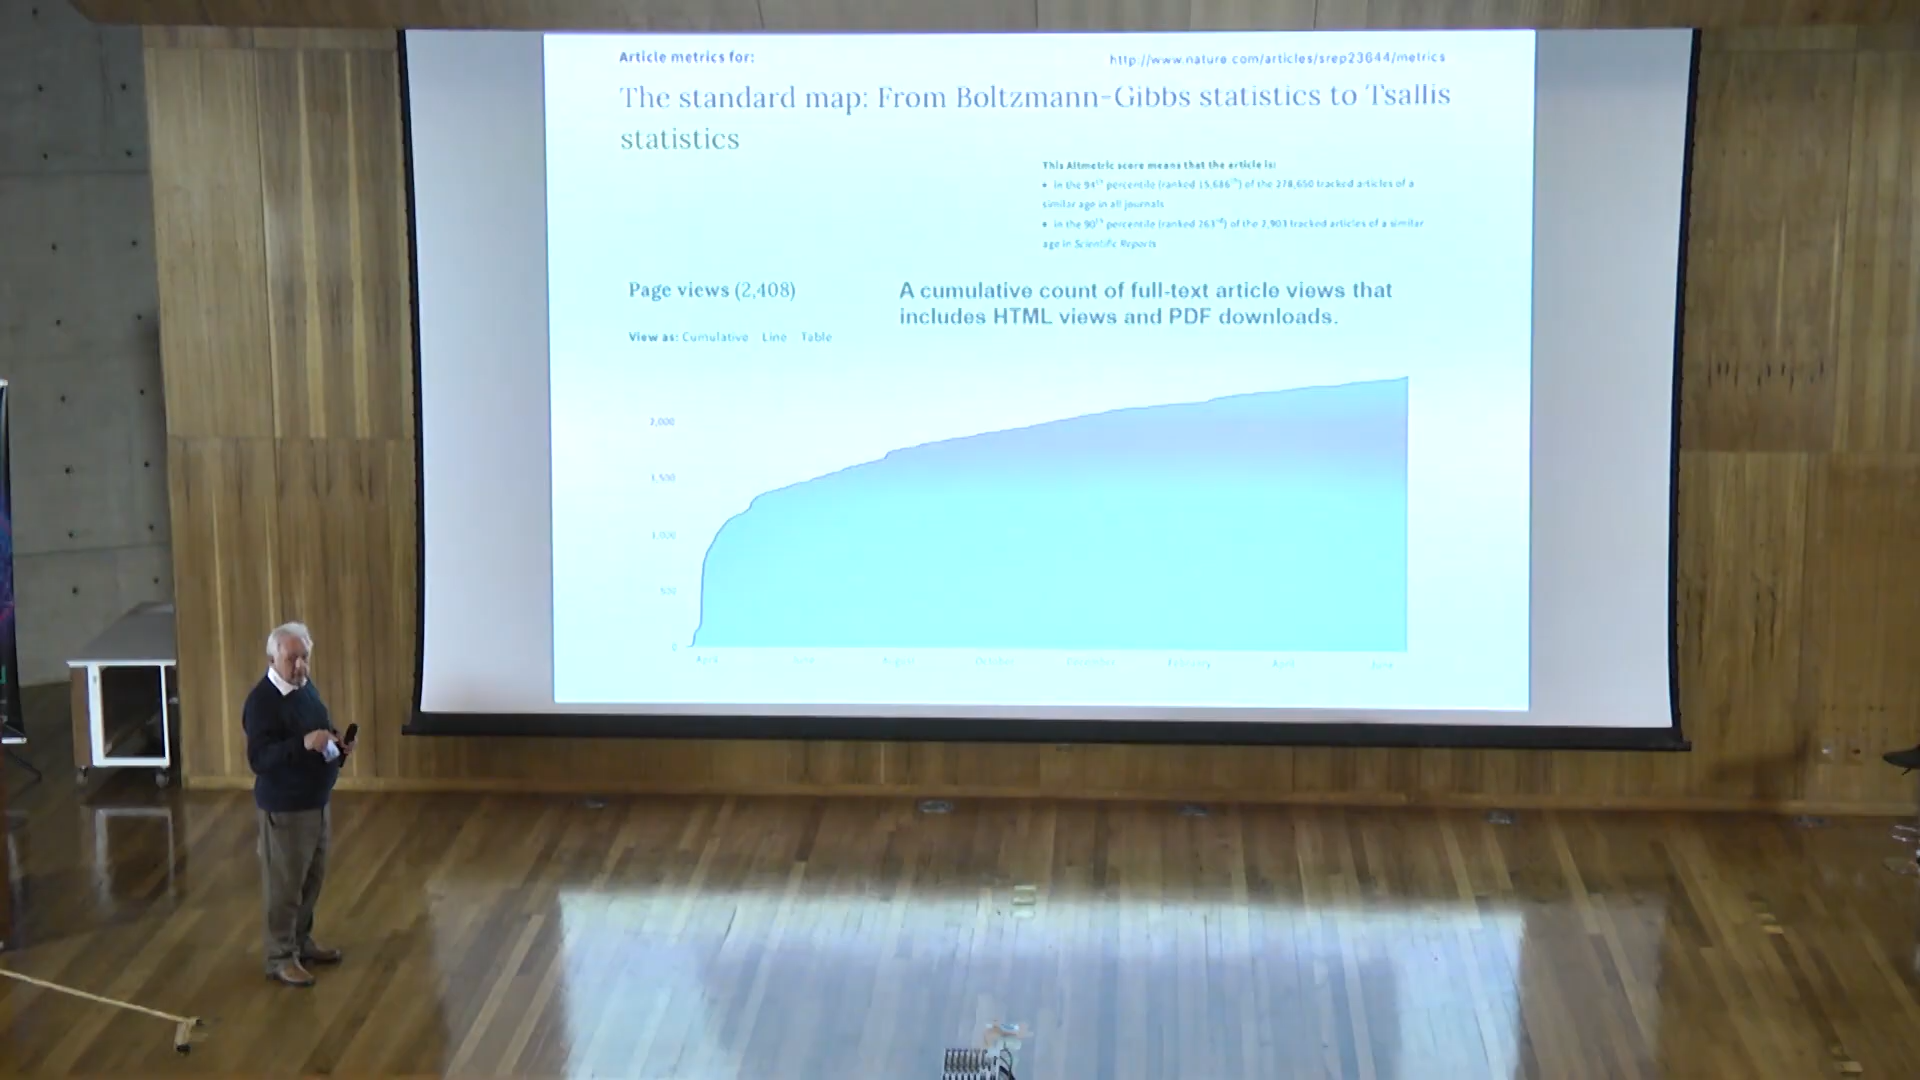 Article metrics for:
http://www.nature.com/articles/srep23644/metrics
The standard map: From Boltzmann-Gibbs statistics to Tsallis
statistics
This Altmetric score means that the article is:
• in the 94th percentile (ranked 15,686th) of the 278,650 tracked articles of a
similar age in all journals
• in the 90th percentile (ranked 263rd) of the 2,903 tracked articles of a similar
age in Scientific Reports
Page views (2,408)
A cumulative count of full-text article views that
includes HTML views and PDF downloads.
View as: Cumulative Line Table
2,000
1,500
1,000
500
0
April June August October December February April June